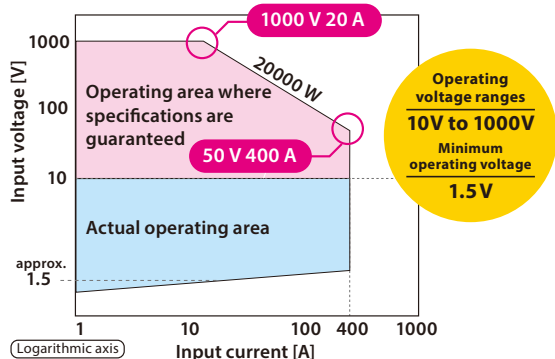 1000 V 20 A
Input voltage [V]
1000
100
10
approx.
1.5
20000 W
Operating area where
specifications are
guaranteed
50 V 400 A
Actual operating area
Operating
voltage ranges
10V to 1000V
Minimum
operating voltage
1.5V
1
10
100
400
1000
Logarithmic axis
Input current [A]